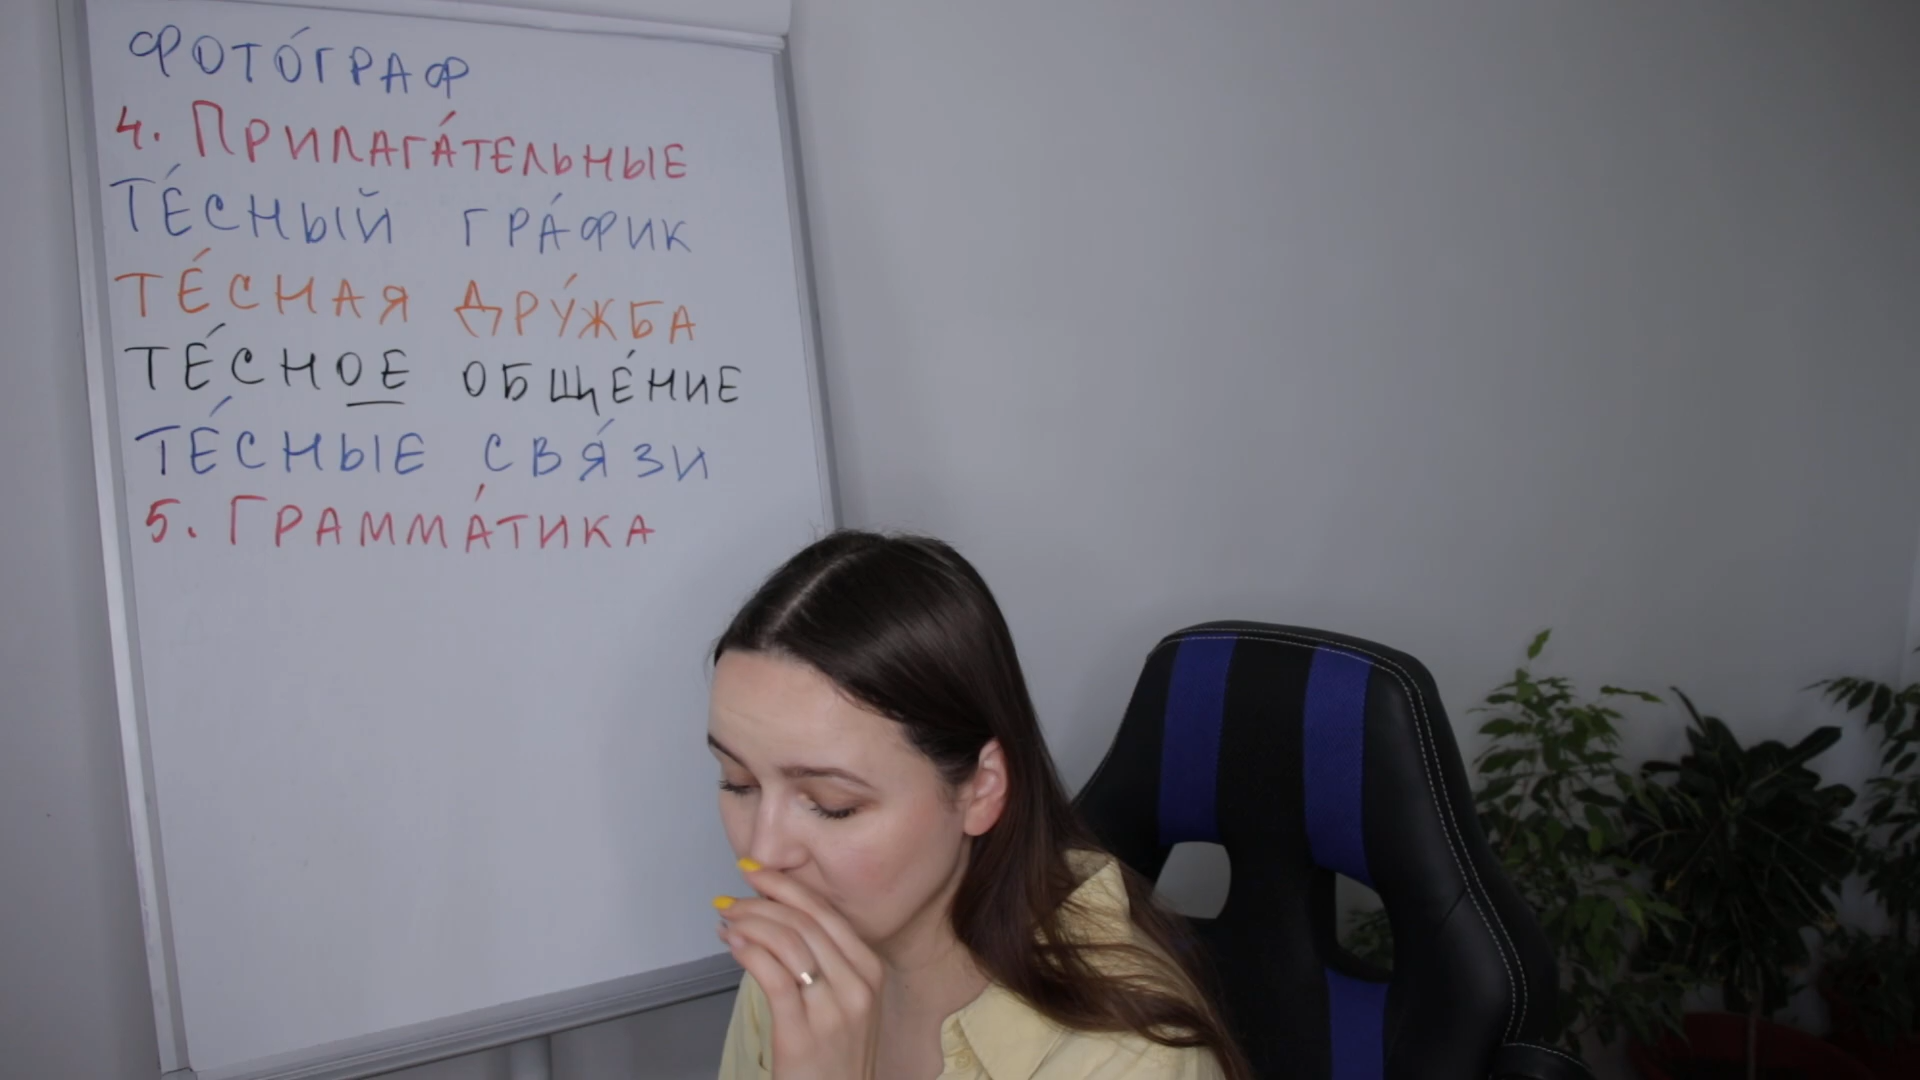 ФОТО́ГРАФ
4. ПРИЛАГА́ТЕЛЬНЫЕ
ТЕ́СНЫЙ ГРА́ФИК
ТЕ́СНАЯ ДРУ́ЖБА
ТЕ́СНОЕ ОБЩЕ́НИЕ
ТЕ́СНЫЕ СВЯ́ЗИ
5. ГРАММА́ТИКА